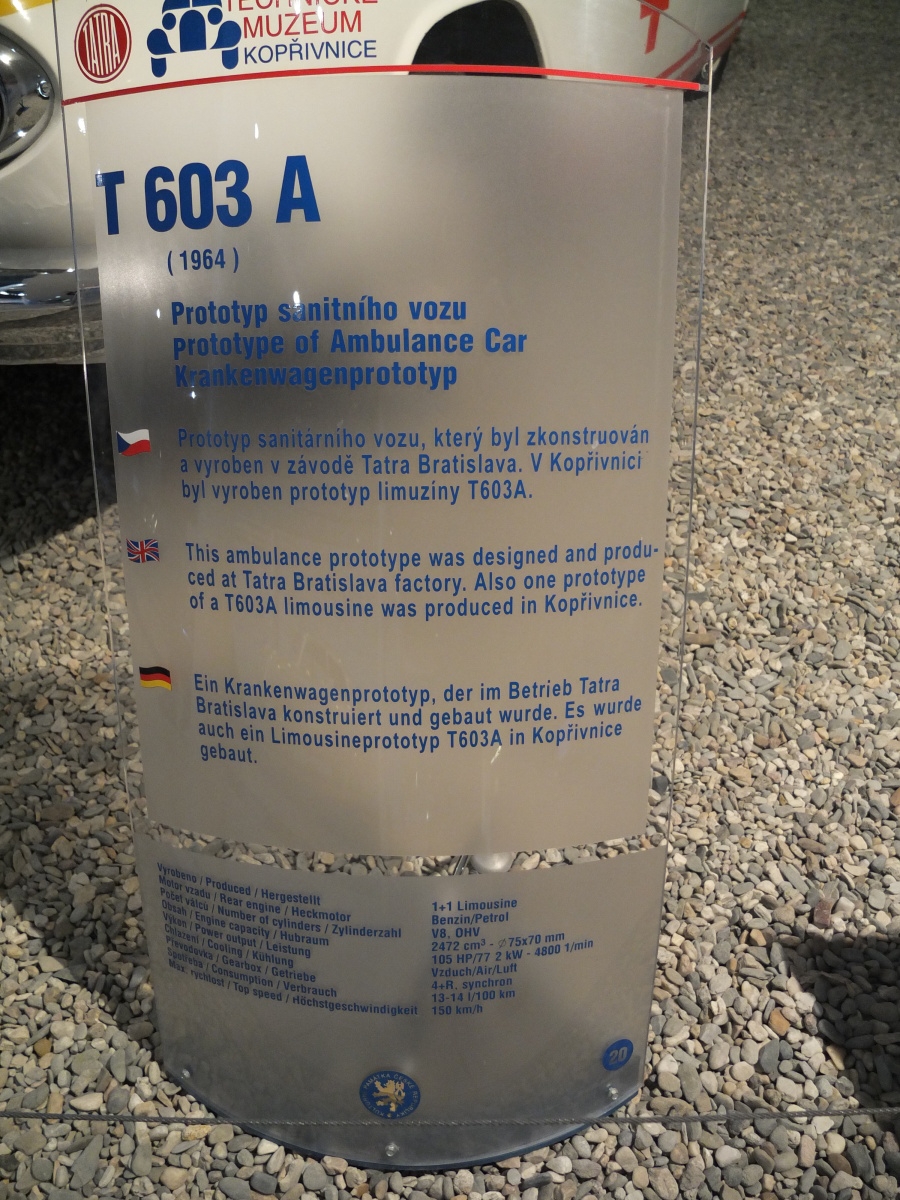 TATRA
TECHNICKÉ
MUZEUM
KOPŘIVNICE
T 603 A
( 1964 )
Prototyp sanitního vozu
prototype of Ambulance Car
Krankenwagenprototyp
Prototyp sanitárního vozu, který byl zkonstruován
a vyroben v závodě Tatra Bratislava. V Kopřivnici
byl vyroben prototyp limuzíny T603A.
This ambulance prototype was designed and produ-
ced at Tatra Bratislava factory. Also one prototype
of a T603A limousine was produced in Kopřivnice.
Ein Krankenwagenprototyp, der im Betrieb Tatra
Bratislava konstruiert und gebaut wurde. Es wurde
auch ein Limousineprototyp T603A in Kopřivnice
gebaut.
Vyrobeno / Produced / Hergestellt 1+1 Limousine
Motor vzadu / Rear engine / Heckmotor Benzin/Petrol
Počet válců / Number of cylinders / Zylinderzahl V8, OHV
Obsah / Engine capacity / Hubraum 2472 cm³ - ∅75x70 mm
Výkon / Power output / Leistung 105 HP/77 2 kW - 4800 1/min
Chlazení / Cooling / Kühlung Vzduch/Air/Luft
Převodovka / Gearbox / Getriebe 4+R, synchron
Spotřeba / Consumption / Verbrauch 13-14 l/100 km
Max. rychlost / Top speed / Höchstgeschwindigkeit 150 km/h
20